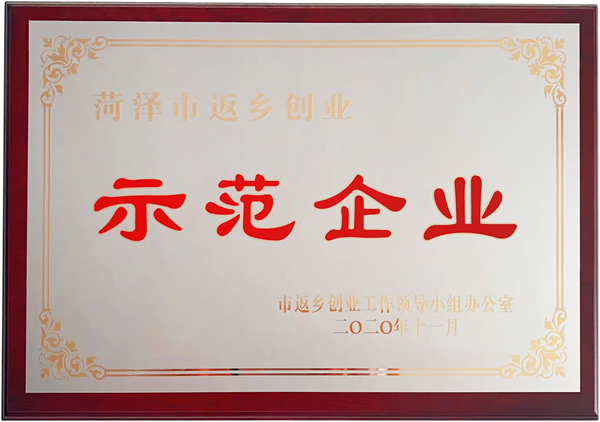 菏泽市返乡创业
示范企业
市返乡创业工作领导小组办公室
二〇二〇年十一月